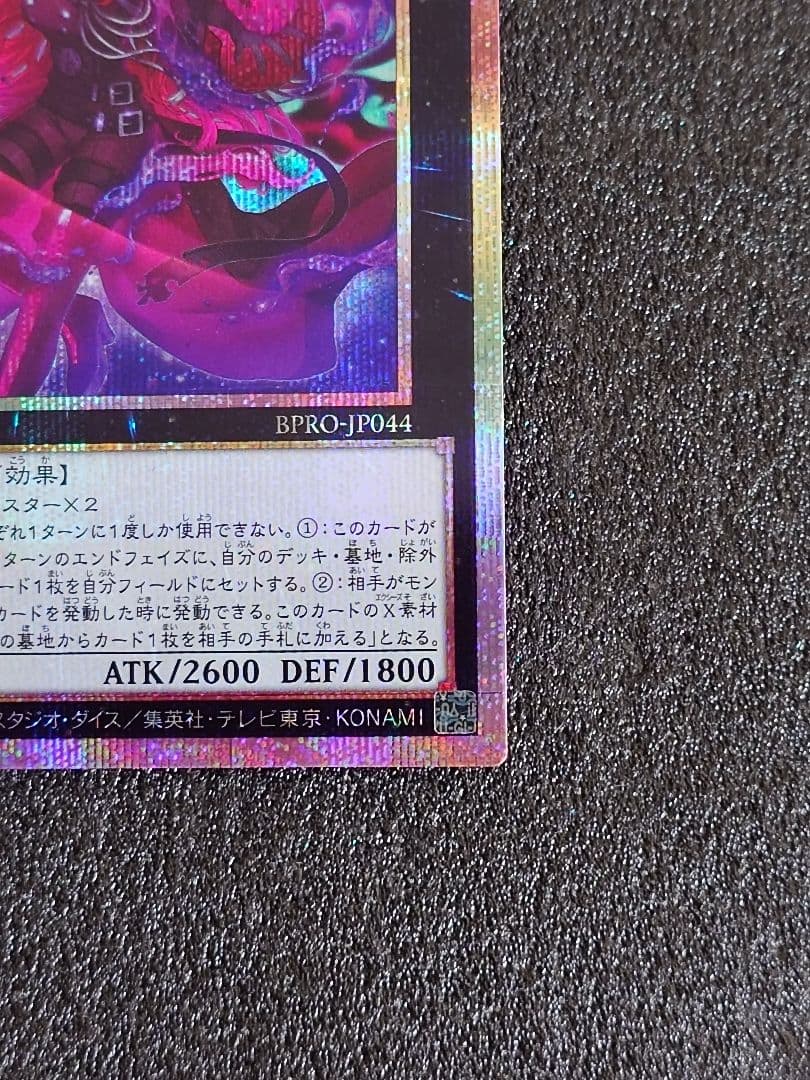 BPRO-JP044
効果】
スター×2
ぞれ1ターンに1度しか使用できない。①：このカードが
ターンのエンドフェイズに、自分のデッキ・墓地・除外
ード1枚を自分フィールドにセットする。②：相手がモン
カードを発動した時に発動できる。このカードのX素材
の墓地からカード1枚を相手の手札に加える」となる。
ATK/2600 DEF/1800
スタジオ・ダイス／集英社・テレビ東京・KONAMI